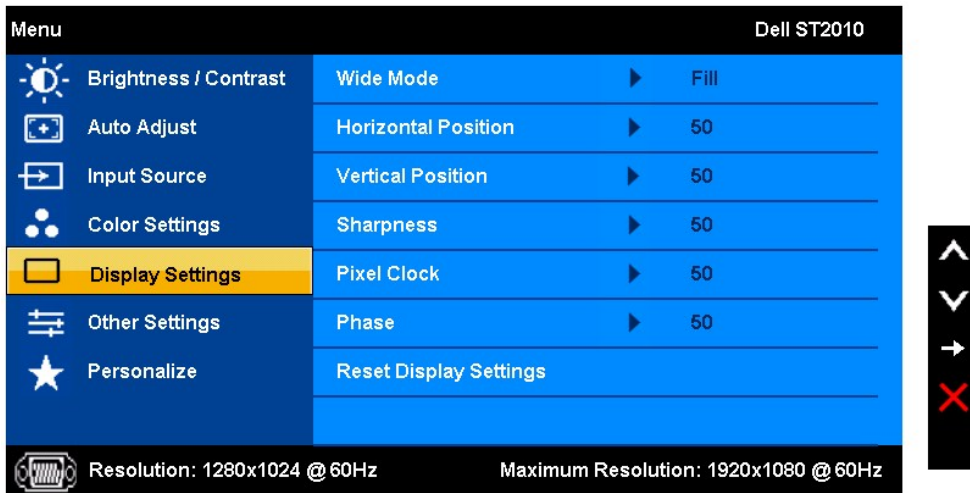 Menu Dell ST2010
Brightness / Contrast Wide Mode Fill
Auto Adjust Horizontal Position 50
Input Source Vertical Position 50
Color Settings Sharpness 50
Display Settings Pixel Clock 50
Other Settings Phase 50
Personalize Reset Display Settings
Resolution: 1280x1024 @60Hz Maximum Resolution: 1920x1080 @60Hz